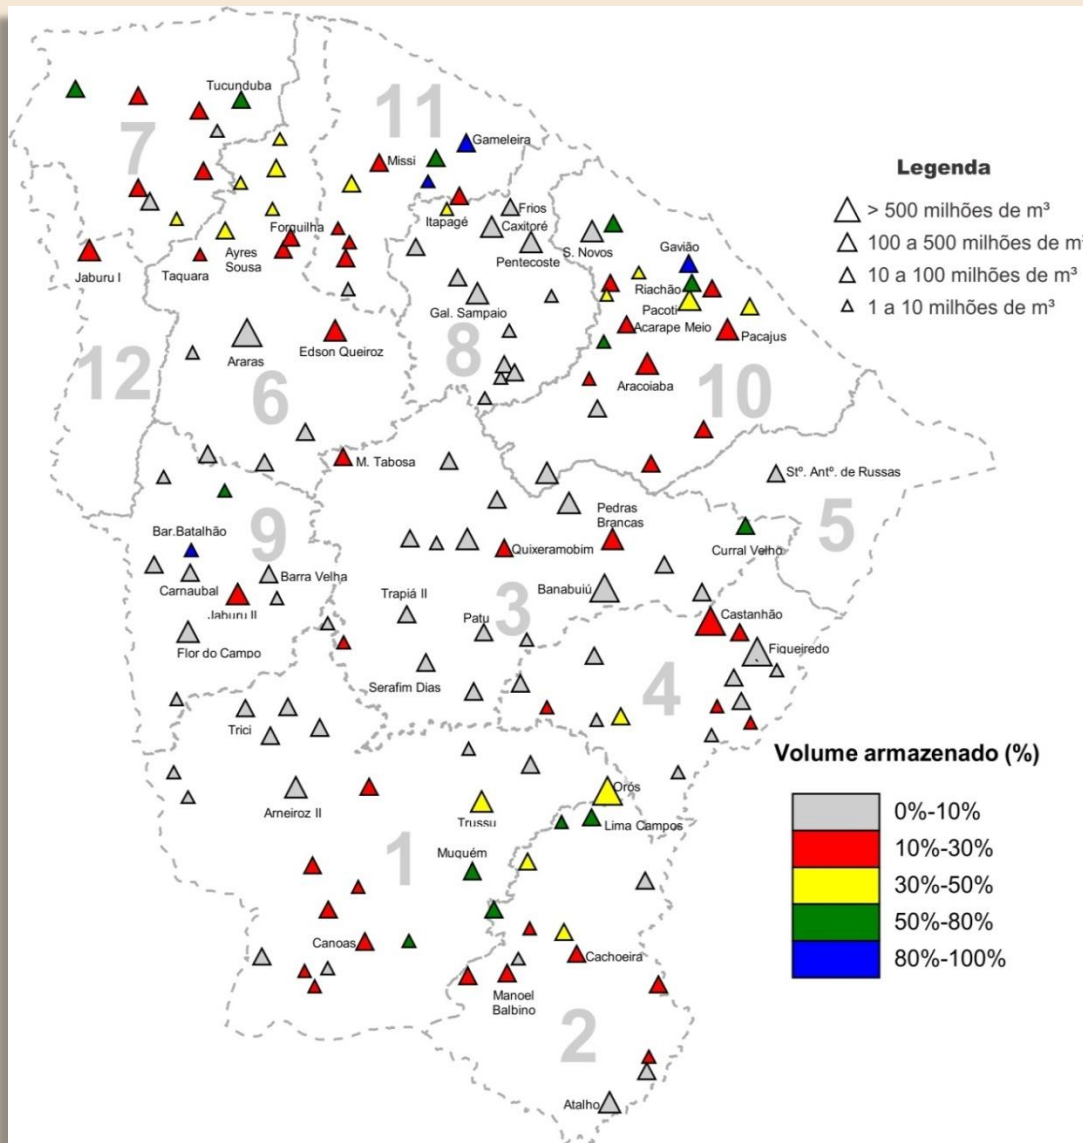 Tucunduba
11
Gameleira
7
Missi
Legenda
Frios
Itapagé
Caxitoré
> 500 milhões de m³
Forquilha
S. Novos
Gavião
100 a 500 milhões de m³
Ayres
Sousa
Pentecoste
Jaburu I
Taquara
Riachão
10 a 100 milhões de m³
Pacoti
Gal. Sampaio
Acarape Meio
Pacajus
1 a 10 milhões de m³
Araras
Edson Queiroz
8
12
6
Aracoiaba
10
M. Tabosa
Stº. Antº. de Russas
Pedras
Brancas
5
Bar.Batalhão
9
Quixeramobim
Curral Velho
Carnaubal
Barra Velha
Banabuiú
Jaburu II
Trapiá II
3
Castanhão
Patu
Flor do Campo
Figueiredo
Serafim Dias
4
Trici
Volume armazenado (%)
Orós
Arneiroz II
Trussu
Lima Campos
0%-10%
1
Muquém
10%-30%
30%-50%
50%-80%
Canoas
Cachoeira
80%-100%
Manoel
Balbino
2
Atalho